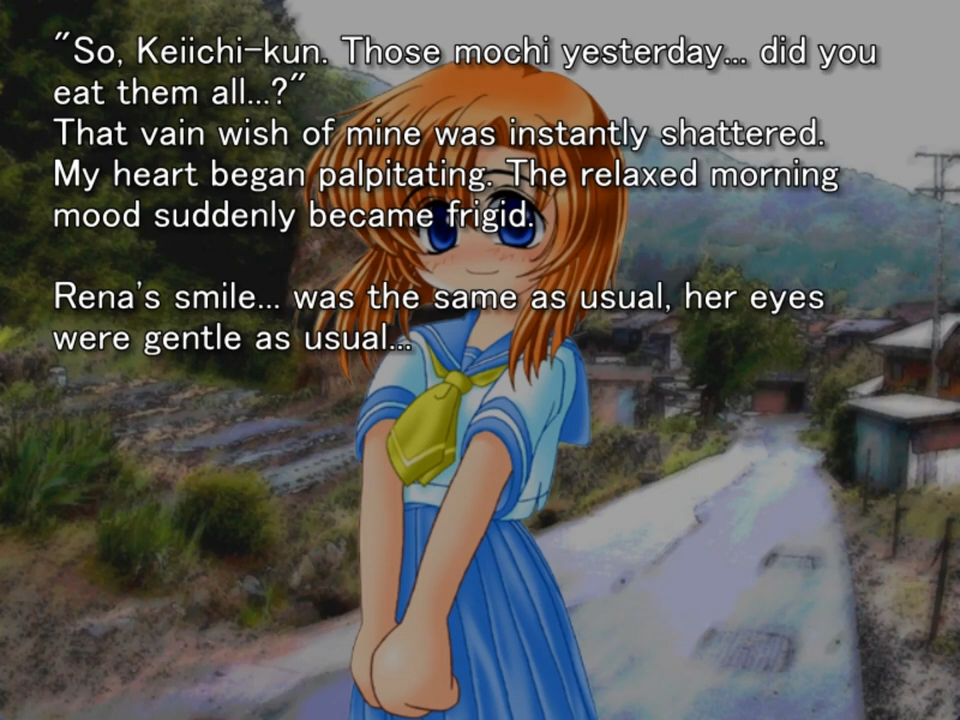 "So, Keiichi-kun. Those mochi yesterday... did you
eat them all...?"
That vain wish of mine was instantly shattered.
My heart began palpitating. The relaxed morning
mood suddenly became frigid.
Rena's smile... was the same as usual, her eyes
were gentle as usual...